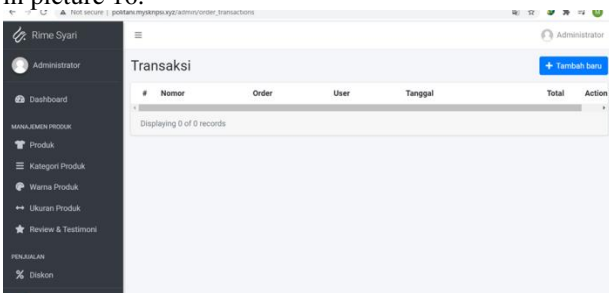 in picture 16.
Not secure | poltani.myskripsi.xyz/admin/order_transactions
Rime Syari
Administrator
Administrator
Transaksi
+ Tambah baru
# Nomor Order User Tanggal Total Action
Displaying 0 of 0 records
Dashboard
MANAJEMEN PRODUK
Produk
Kategori Produk
Warna Produk
Ukuran Produk
Review & Testimoni
PENJUALAN
Diskon